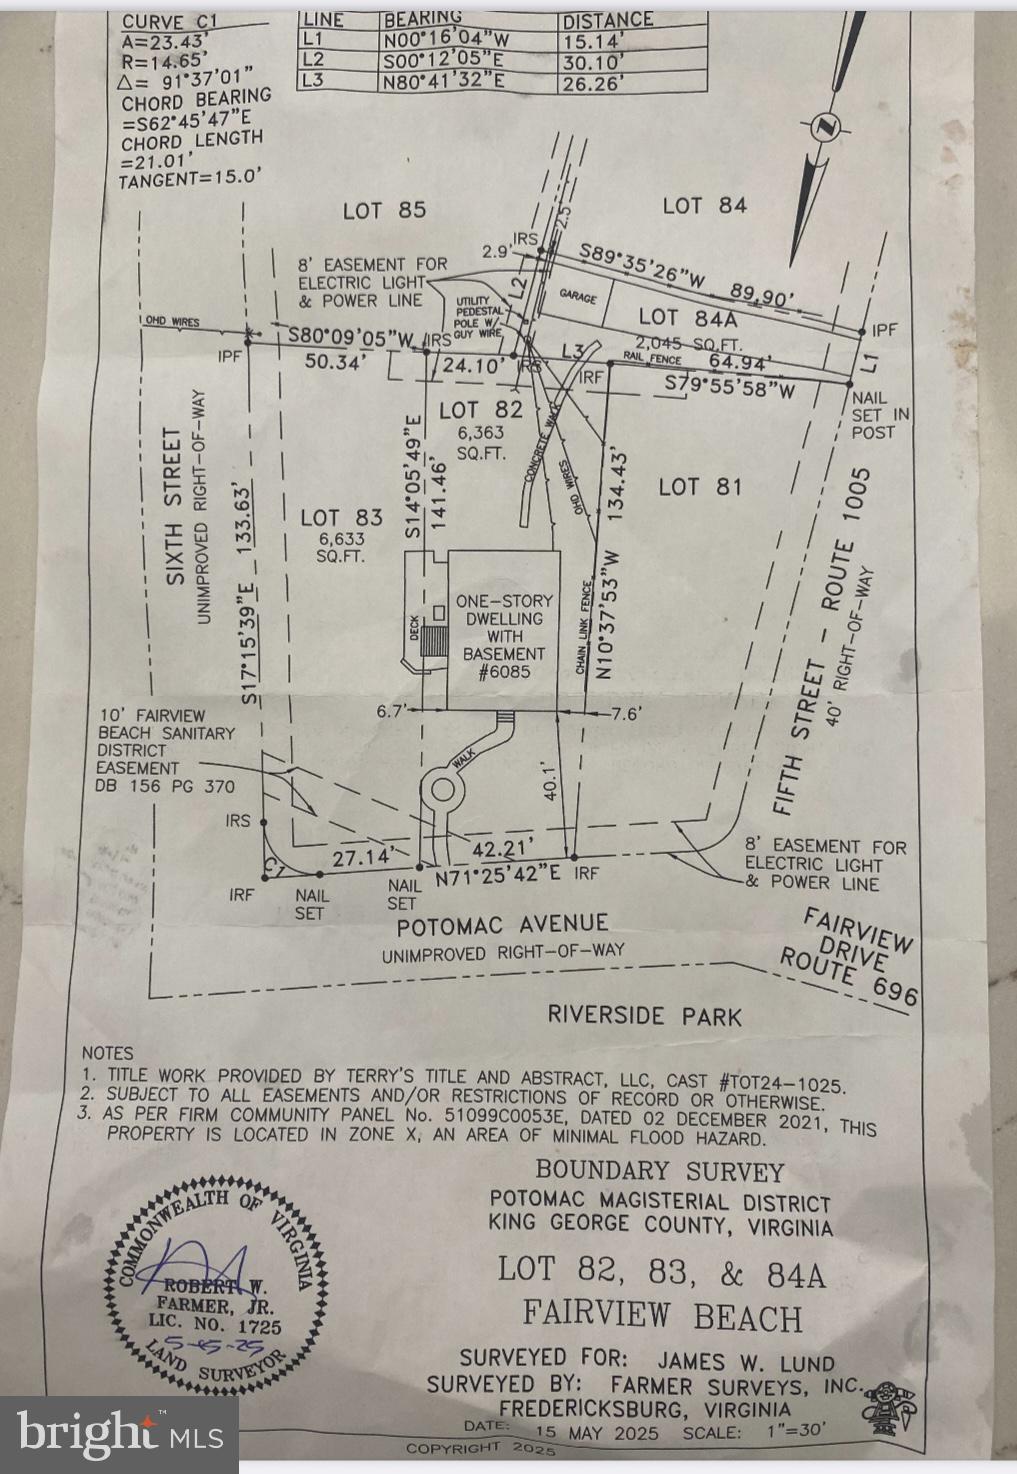 CURVE C1
A=23.43'
R=14.65'
Δ= 91°37'01"
CHORD BEARING
=S62°45'47"E
CHORD LENGTH
=21.01'
TANGENT=15.0'
LINE BEARING DISTANCE
L1 N00°16'04"W 15.14'
L2 S00°12'05"E 30.10'
L3 N80°41'32"E 26.26'
N
LOT 85
LOT 84
2.5'
IRS
2.9'
S89°35'26"W
89.90'
8' EASEMENT FOR
ELECTRIC LIGHT
& POWER LINE
L2
GARAGE
UTILITY
PEDESTAL
POLE W/
GUY WIRE
LOT 84A
2,045 SQ.FT.
IPF
L1
OHD WIRES
S80°09'05"W
IRS
IPF
50.34'
24.10'
IRS
L3
IRF
RAIL FENCE
64.94'
S79°55'58"W
NAIL
SET IN
POST
LOT 82
6,363
SQ.FT.
CONCRETE WALK
OHD WIRES
SIXTH STREET
UNIMPROVED RIGHT-OF-WAY
S17°15'39"E 133.63'
LOT 83
6,633
SQ.FT.
S14°05'49"E
141.46'
134.43'
N10°37'53"W
CHAIN LINK FENCE
LOT 81
FIFTH STREET - ROUTE 1005
40' RIGHT-OF-WAY
DECK
ONE-STORY
DWELLING
WITH
BASEMENT
#6085
6.7'
7.6'
10' FAIRVIEW
BEACH SANITARY
DISTRICT
EASEMENT
DB 156 PG 370
WALK
40.1'
IRS
C1
27.14'
42.21'
N71°25'42"E
IRF
IRF
NAIL
SET
NAIL
SET
8' EASEMENT FOR
ELECTRIC LIGHT
& POWER LINE
POTOMAC AVENUE
UNIMPROVED RIGHT-OF-WAY
FAIRVIEW
DRIVE
ROUTE 696
RIVERSIDE PARK
NOTES
1. TITLE WORK PROVIDED BY TERRY'S TITLE AND ABSTRACT, LLC, CAST #TOT24-1025.
2. SUBJECT TO ALL EASEMENTS AND/OR RESTRICTIONS OF RECORD OR OTHERWISE.
3. AS PER FIRM COMMUNITY PANEL No. 51099C0053E, DATED 02 DECEMBER 2021, THIS
PROPERTY IS LOCATED IN ZONE X, AN AREA OF MINIMAL FLOOD HAZARD.
BOUNDARY SURVEY
POTOMAC MAGISTERIAL DISTRICT
KING GEORGE COUNTY, VIRGINIA
LOT 82, 83, & 84A
FAIRVIEW BEACH
SURVEYED FOR: JAMES W. LUND
SURVEYED BY: FARMER SURVEYS, INC.
FREDERICKSBURG, VIRGINIA
DATE: 15 MAY 2025 SCALE: 1"=30'
COPYRIGHT 2025
COMMONWEALTH OF VIRGINIA
ROBERT W.
FARMER, JR.
LIC. NO. 1725
LAND SURVEYOR
bright™ MLS